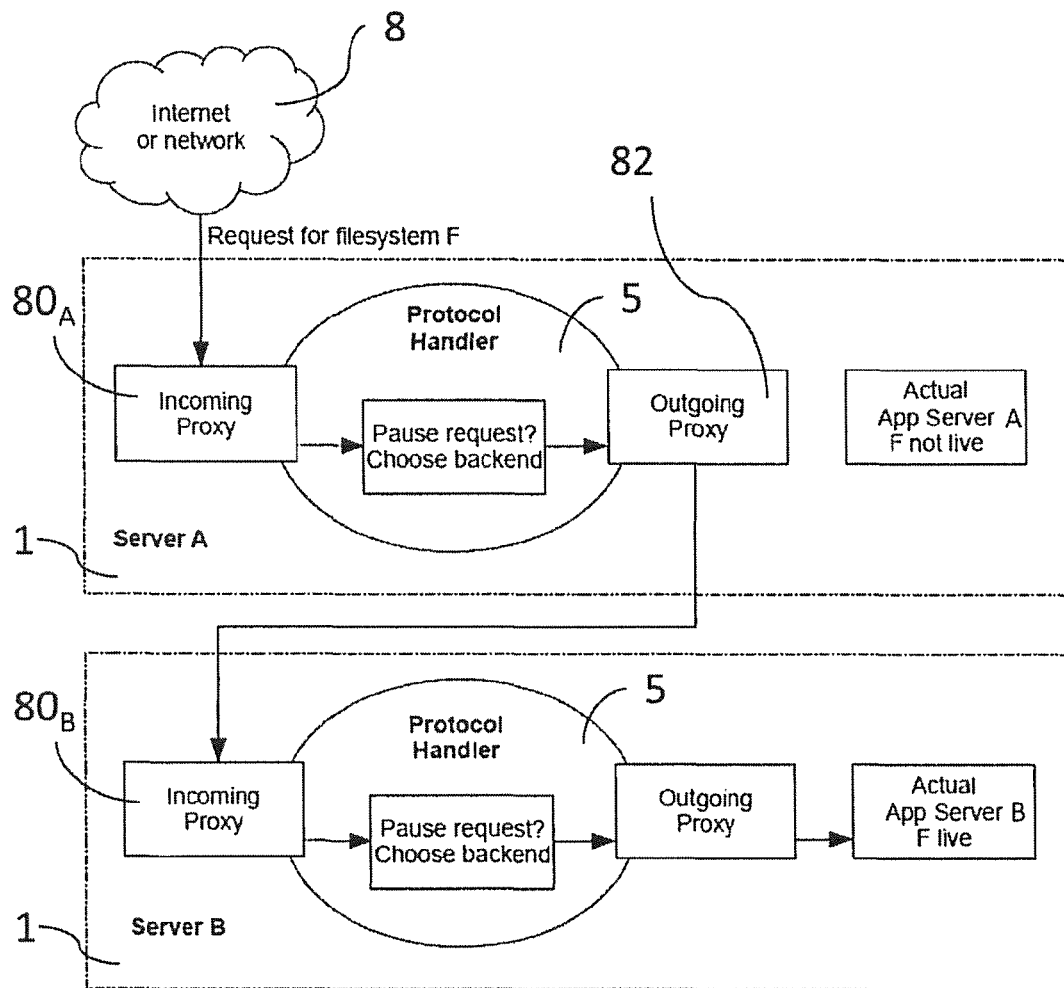 8
Internet
or network
82
Request for filesystem F
80A
5
Protocol
Handler
Incoming
Proxy
Pause request?
Choose backend
Outgoing
Proxy
Actual
App Server A
F not live
1
Server A
80B
5
Protocol
Handler
Incoming
Proxy
Pause request?
Choose backend
Outgoing
Proxy
Actual
App Server B
F live
1
Server B